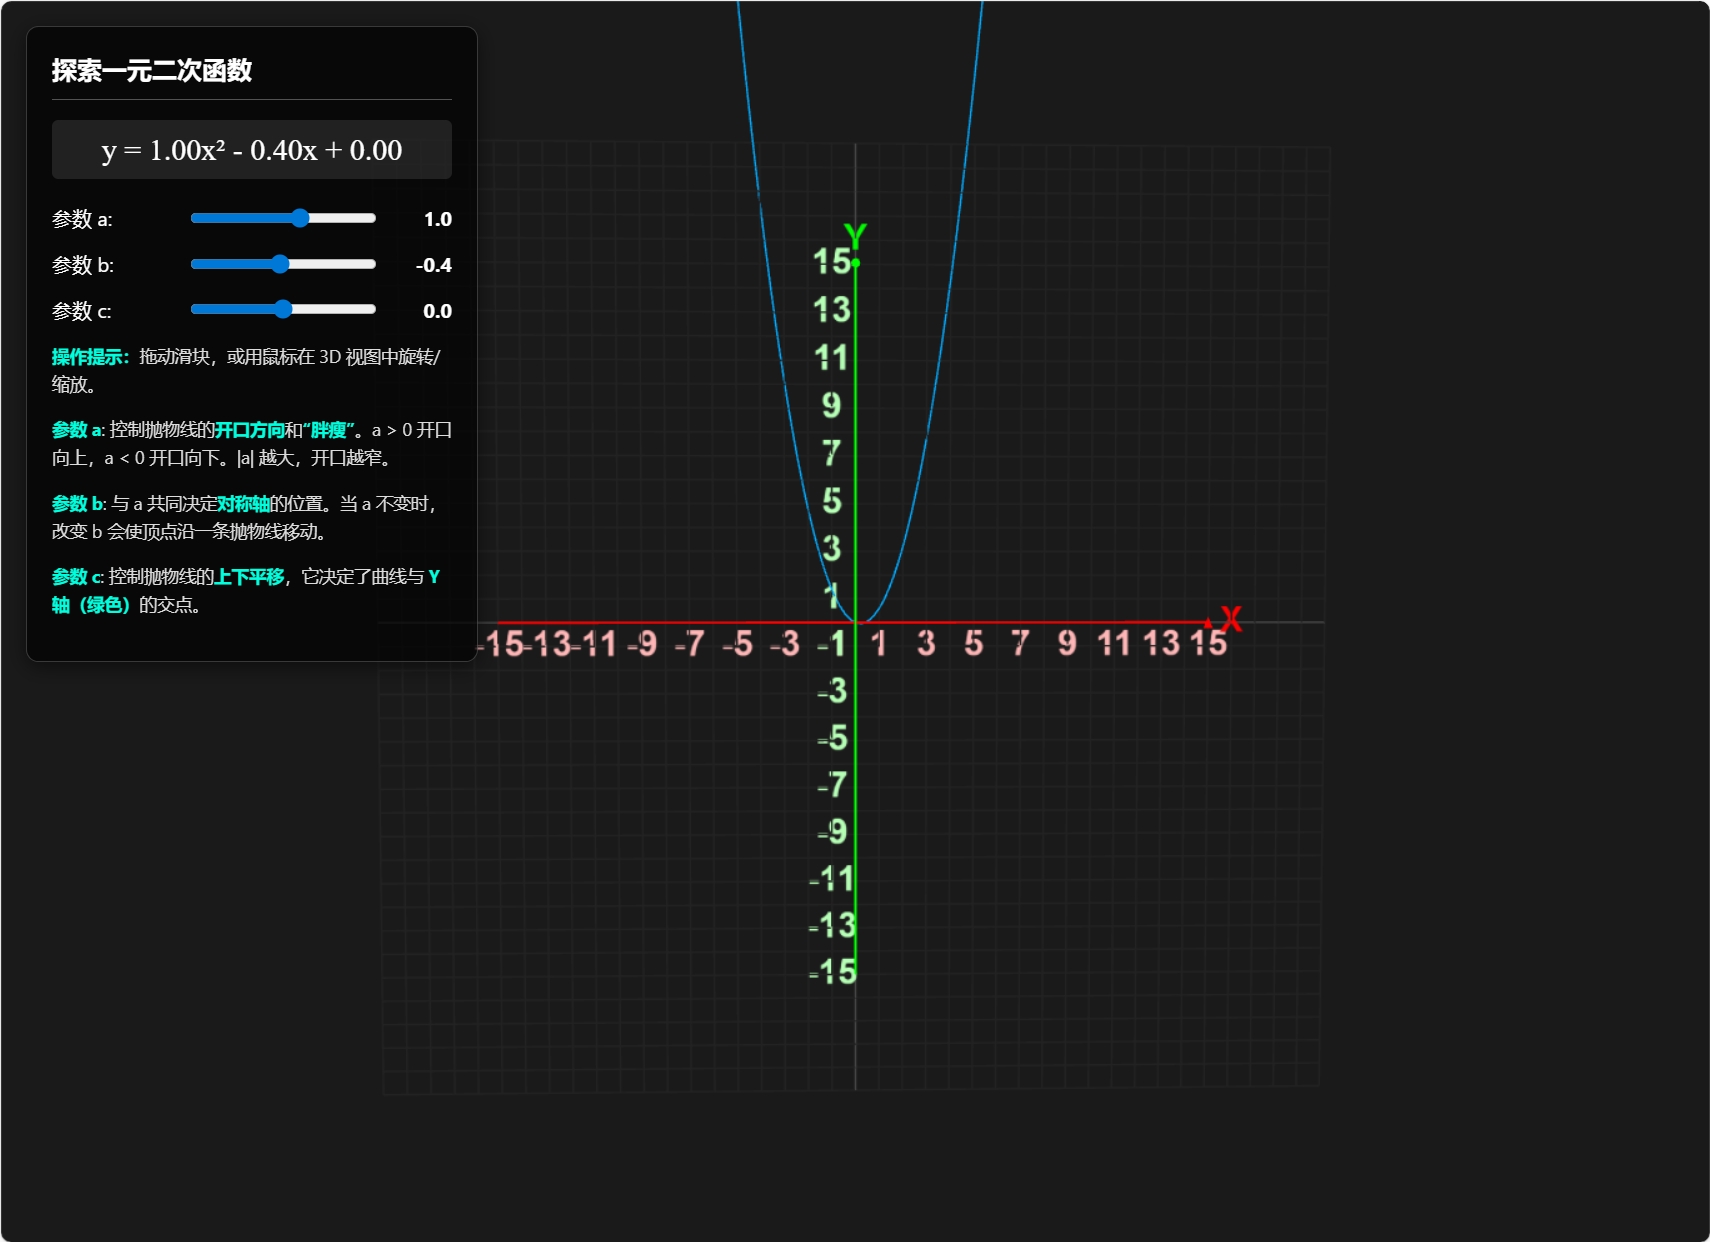 探索一元二次函数
y = 1.00x² - 0.40x + 0.00
参数 a: 1.0
参数 b: -0.4
参数 c: 0.0
操作提示：拖动滑块，或用鼠标在 3D 视图中旋转/
缩放。
参数 a: 控制抛物线的开口方向和“胖瘦”。a > 0 开口
向上，a < 0 开口向下。|a| 越大，开口越窄。
参数 b: 与 a 共同决定对称轴的位置。当 a 不变时，
改变 b 会使顶点沿一条抛物线移动。
参数 c: 控制抛物线的上下平移，它决定了曲线与 Y
轴（绿色）的交点。
Y
15
13
11
9
7
5
3
1
X
-15 -13 -11 -9 -7 -5 -3 -1 1 3 5 7 9 11 13 15
-3
-5
-7
-9
-11
-13
-15